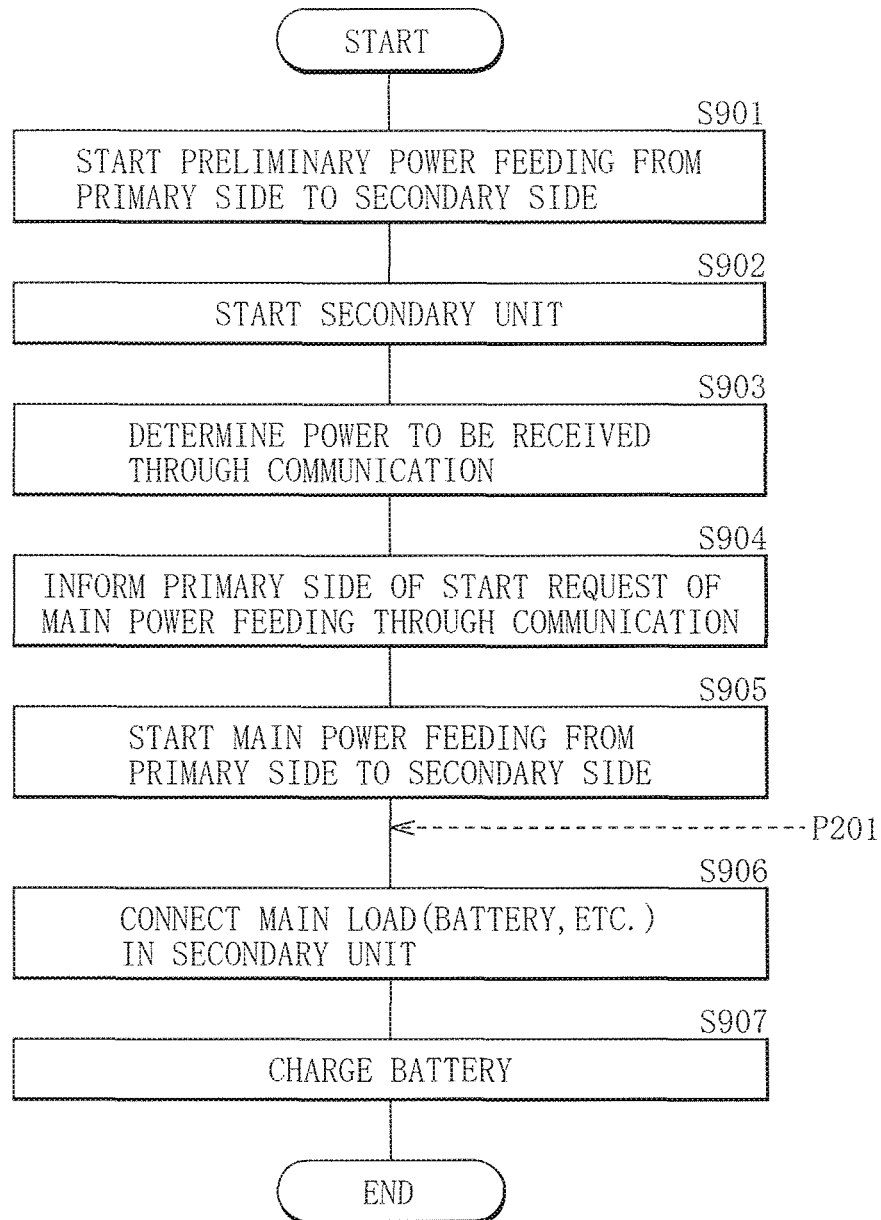 START
S901
START PRELIMINARY POWER FEEDING FROM
PRIMARY SIDE TO SECONDARY SIDE
S902
START SECONDARY UNIT
S903
DETERMINE POWER TO BE RECEIVED
THROUGH COMMUNICATION
S904
INFORM PRIMARY SIDE OF START REQUEST OF
MAIN POWER FEEDING THROUGH COMMUNICATION
S905
START MAIN POWER FEEDING FROM
PRIMARY SIDE TO SECONDARY SIDE
P201
S906
CONNECT MAIN LOAD(BATTERY,ETC.)
IN SECONDARY UNIT
S907
CHARGE BATTERY
END